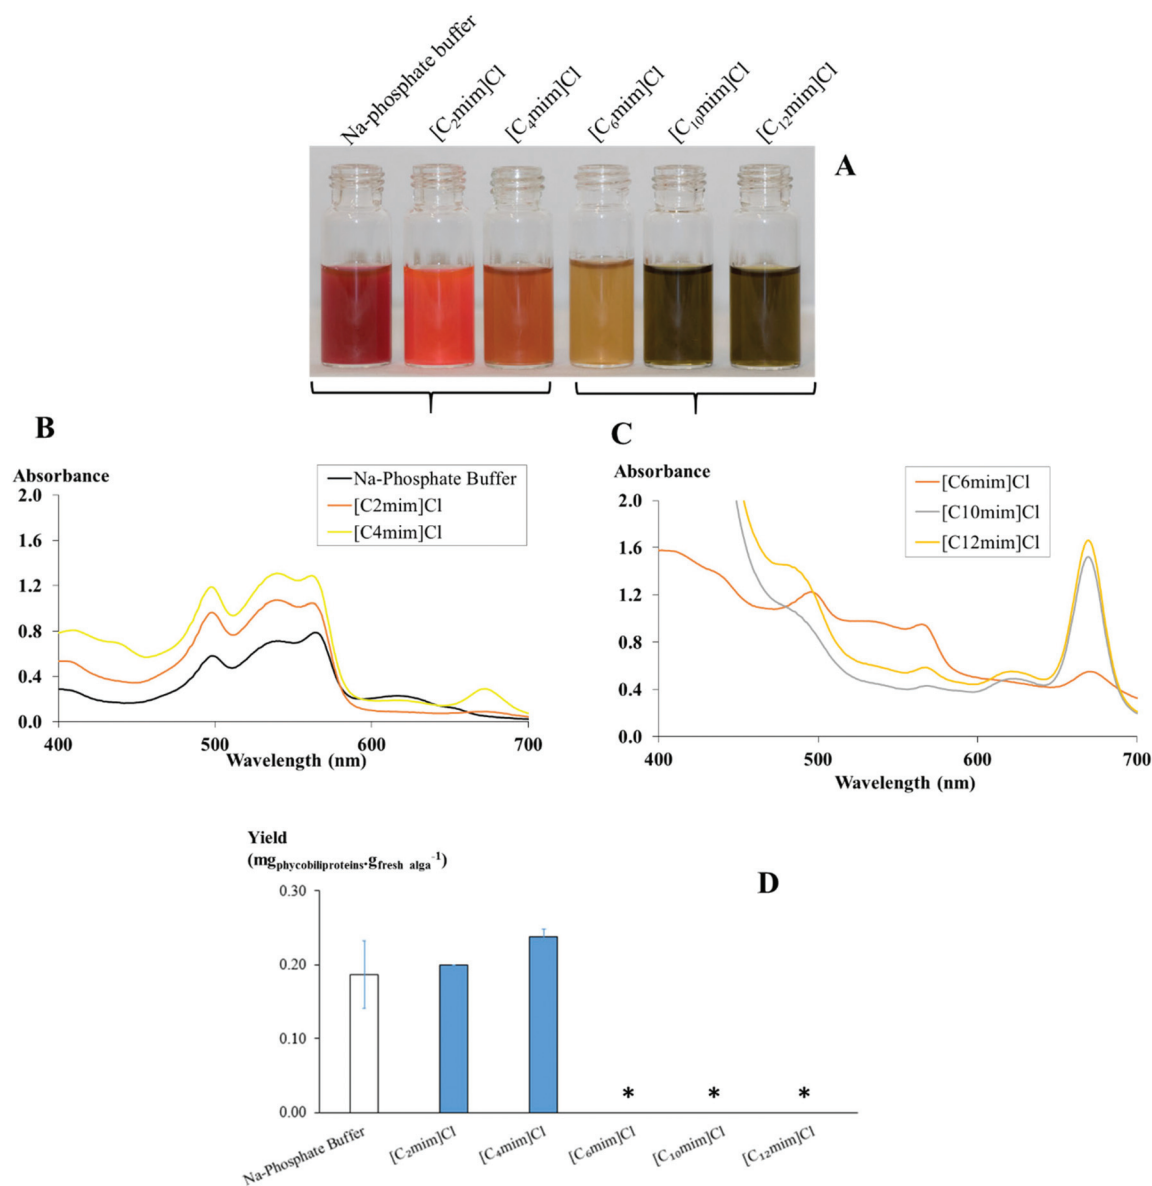 Na-phosphate buffer
[C₂mim]Cl
[C₄mim]Cl
[C₆mim]Cl
[C₁₀mim]Cl
[C₁₂mim]Cl
A
B
Absorbance
2.0
1.6
1.2
0.8
0.4
0.0
400
500
600
700
Wavelength (nm)
Na-Phosphate Buffer
[C2mim]Cl
[C4mim]Cl
C
Absorbance
2.0
1.6
1.2
0.8
0.4
0.0
400
500
600
700
Wavelength (nm)
[C6mim]Cl
[C10mim]Cl
[C12mim]Cl
Yield
(mgphycobiliproteins.gfresh alga⁻¹)
D
0.30
0.20
0.10
0.00
*
*
*
Na-Phosphate Buffer
[C₂mim]Cl
[C₄mim]Cl
[C₆mim]Cl
[C₁₀mim]Cl
[C₁₂mim]Cl